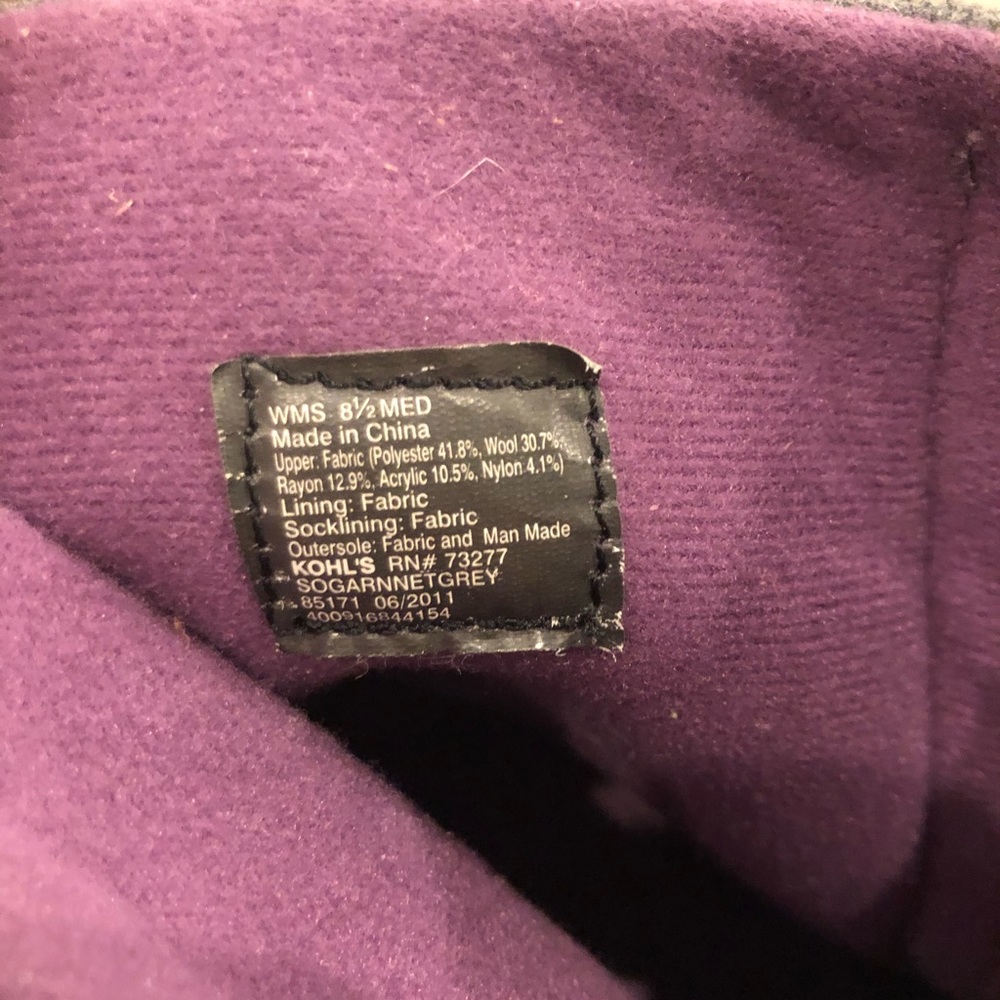 WMS 8½ MED
Made in China
Upper: Fabric (Polyester 41.8%, Wool 30.7%,
Rayon 12.9%, Acrylic 10.5%, Nylon 4.1%)
Lining: Fabric
Socklining: Fabric
Outersole: Fabric and Man Made
KOHL'S RN# 73277
SOGARNNETGREY
85171 06/2011
400916844154